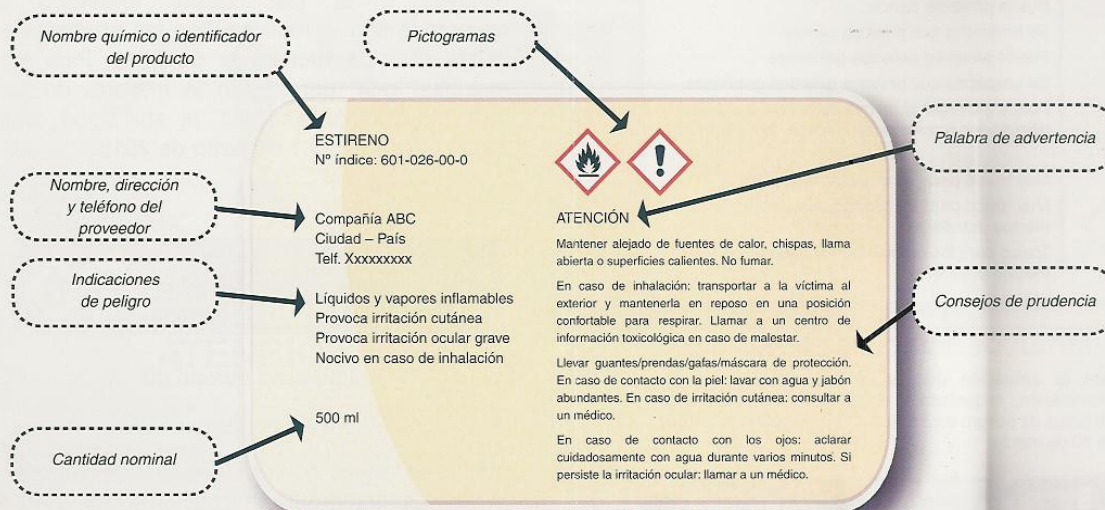 Nombre químico o identificador
del producto
Pictogramas
Palabra de advertencia
Nombre, dirección
y teléfono del
proveedor
Indicaciones
de peligro
Consejos de prudencia
Cantidad nominal
ESTIRENO
Nº índice: 601-026-00-0
Compañía ABC
Ciudad – País
Telf. Xxxxxxxxx
Líquidos y vapores inflamables
Provoca irritación cutánea
Provoca irritación ocular grave
Nocivo en caso de inhalación
500 ml
ATENCIÓN
Mantener alejado de fuentes de calor, chispas, llama
abierta o superficies calientes. No fumar.
En caso de inhalación: transportar a la víctima al
exterior y mantenerla en reposo en una posición
confortable para respirar. Llamar a un centro de
información toxicológica en caso de malestar.
Llevar guantes/prendas/gafas/máscara de protección.
En caso de contacto con la piel: lavar con agua y jabón
abundantes. En caso de irritación cutánea: consultar a
un médico.
En caso de contacto con los ojos: aclarar
cuidadosamente con agua durante varios minutos. Si
persiste la irritación ocular: llamar a un médico.